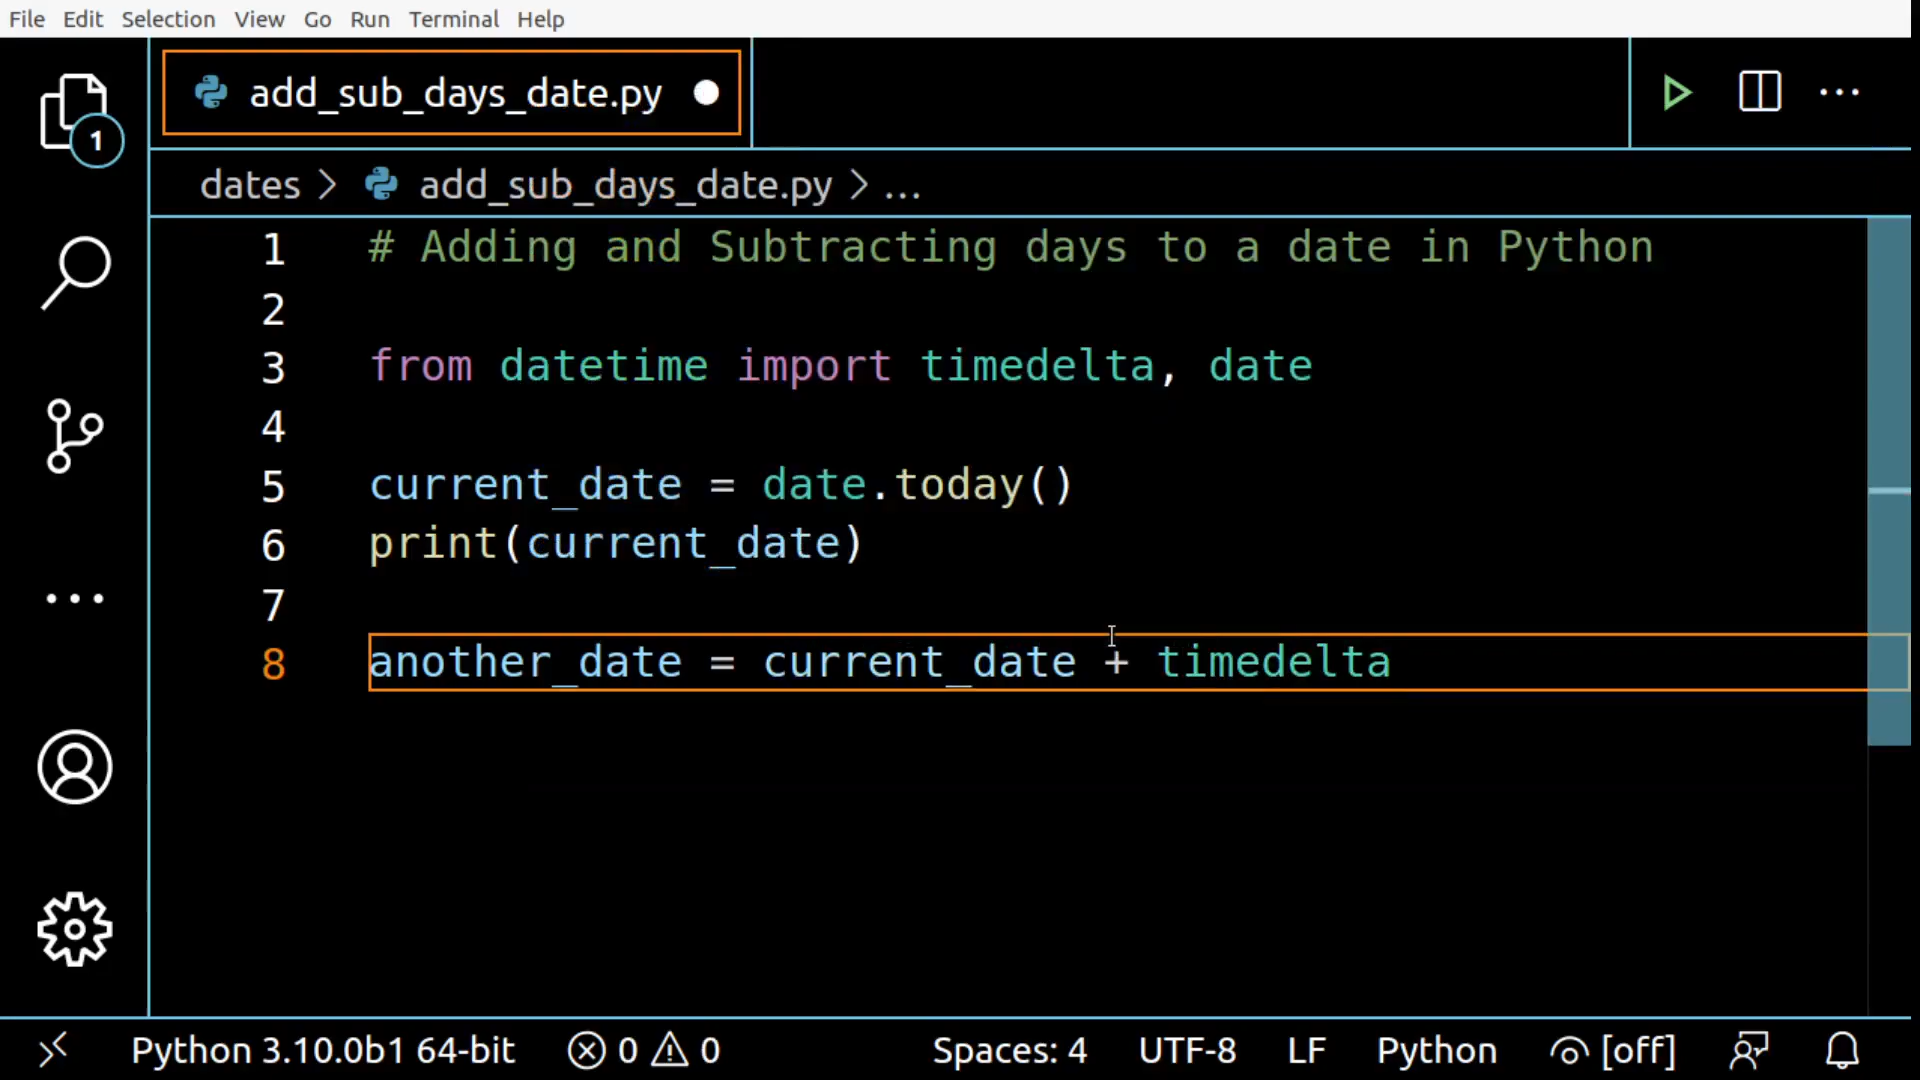 File Edit Selection View Go Run Terminal Help
add_sub_days_date.py
1
dates > add_sub_days_date.py > ...
1 # Adding and Subtracting days to a date in Python
2
3 from datetime import timedelta, date
4
5 current_date = date.today()
6 print(current_date)
7
8 another_date = current_date + timedelta
Python 3.10.0b1 64-bit 0 0 Spaces: 4 UTF-8 LF Python [off]